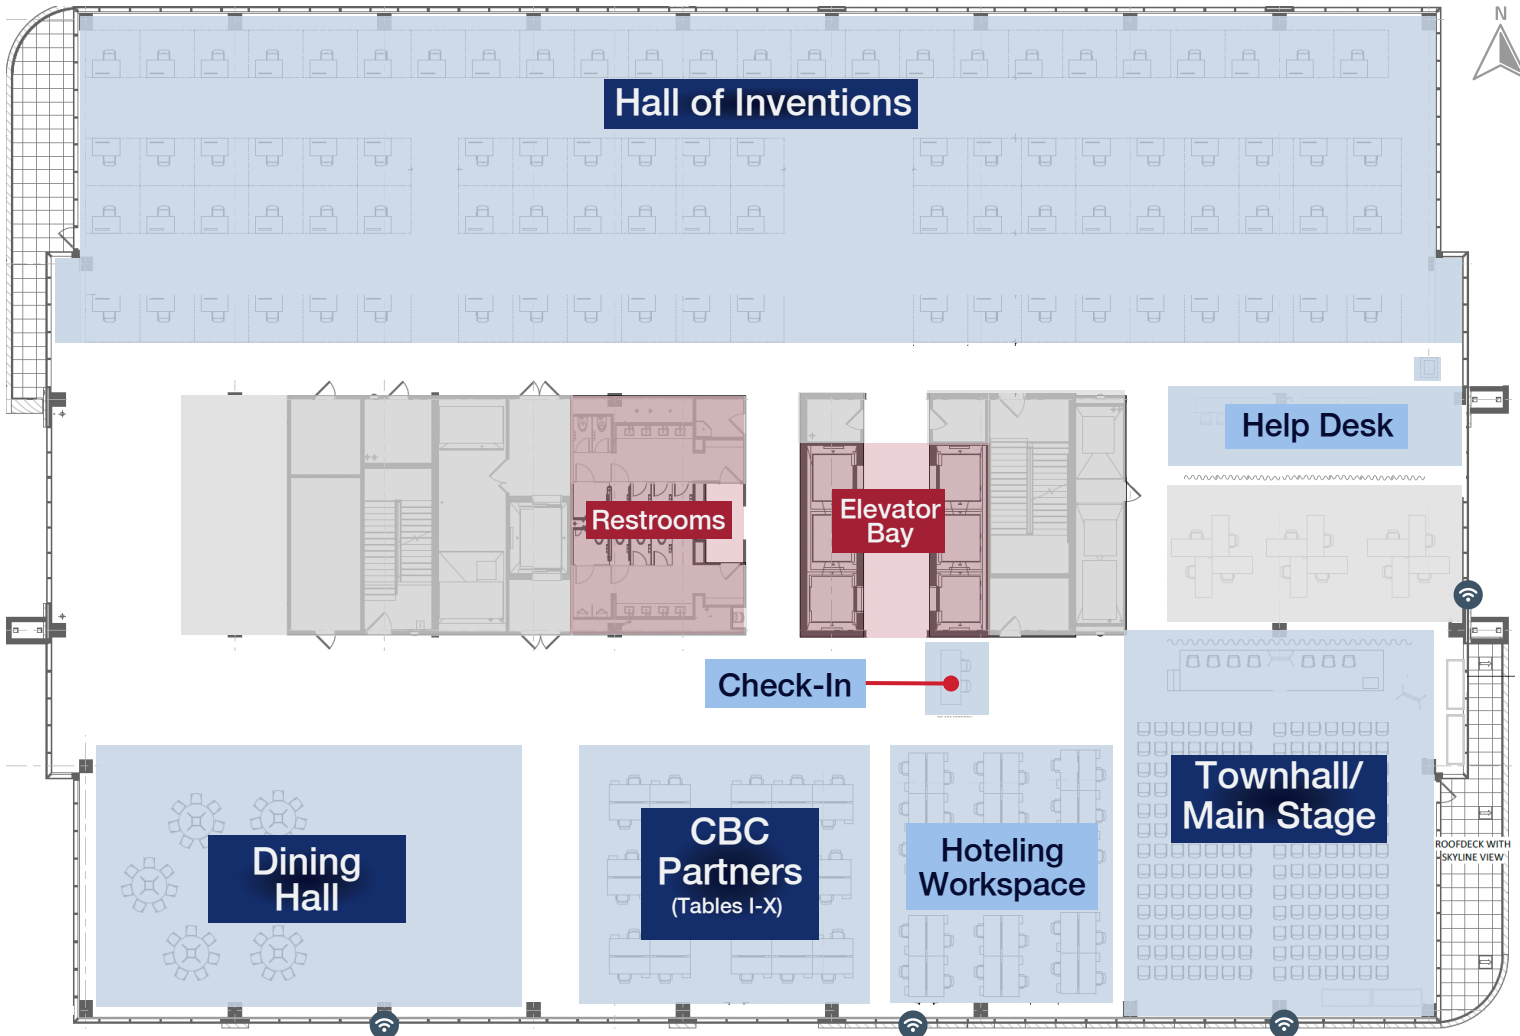 N
Hall of Inventions
Help Desk
Restrooms
Elevator
Bay
Check-In
Townhall/
Main Stage
CBC
Partners
(Tables I-X)
Hoteling
Workspace
Dining
Hall
ROOFDECK WITH
SKYLINE VIEW